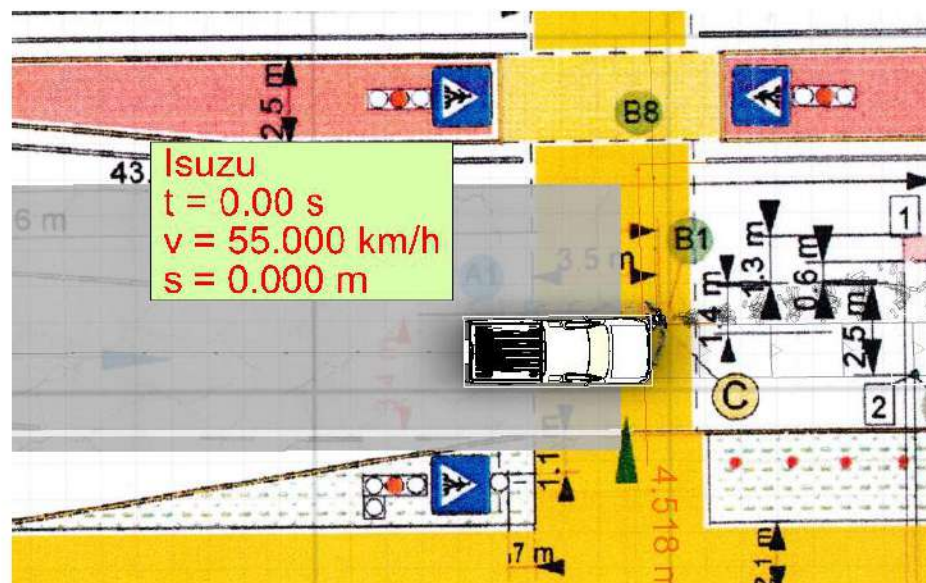 2.5 m
B8
43.
Isuzu
t = 0.00 s
v = 55.000 km/h
s = 0.000 m
6 m
A1
3.5 m
B1
1
1.3 m
0.6 m
1.4 m
2.5 m
C
2
1.1
4.518 m
.7 m